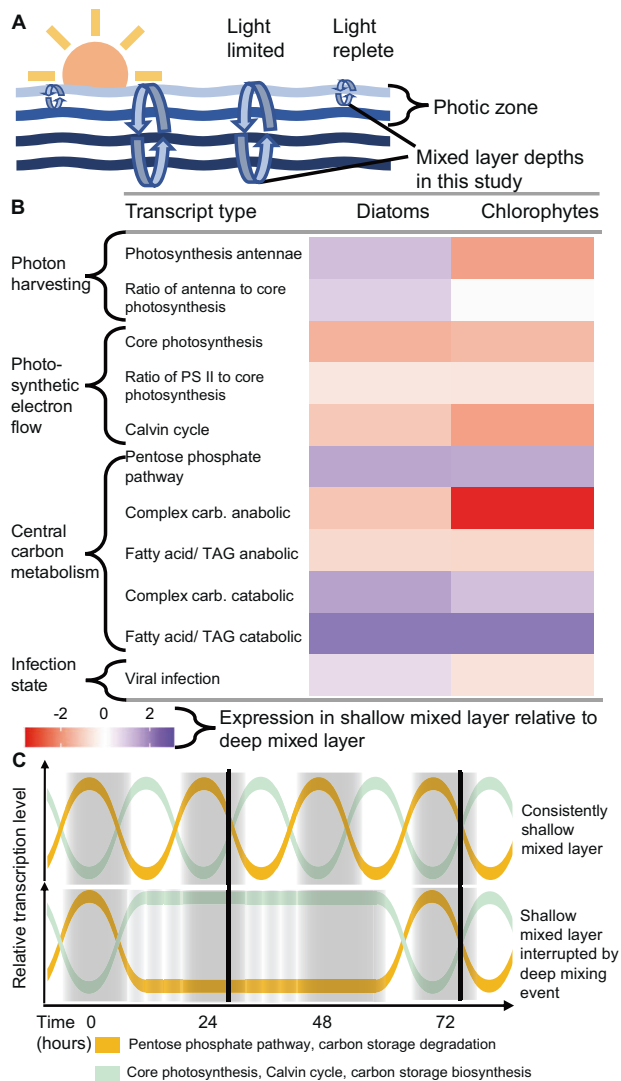 A
Light
limited
Light
replete
Photic zone
Mixed layer depths
in this study
B
Transcript type
Diatoms
Chlorophytes
Photon
harvesting
Photosynthesis antennae
Ratio of antenna to core
photosynthesis
Photo-
synthetic
electron
flow
Core photosynthesis
Ratio of PS II to core
photosynthesis
Calvin cycle
Central
carbon
metabolism
Pentose phosphate
pathway
Complex carb. anabolic
Fatty acid/ TAG anabolic
Complex carb. catabolic
Fatty acid/ TAG catabolic
Infection
state
Viral infection
-2 0 2
Expression in shallow mixed layer relative to
deep mixed layer
C
Relative transcription level
Consistently
shallow
mixed layer
Shallow
mixed layer
interrupted by
deep mixing
event
Time
(hours)
0 24 48 72
Pentose phosphate pathway, carbon storage degradation
Core photosynthesis, Calvin cycle, carbon storage biosynthesis